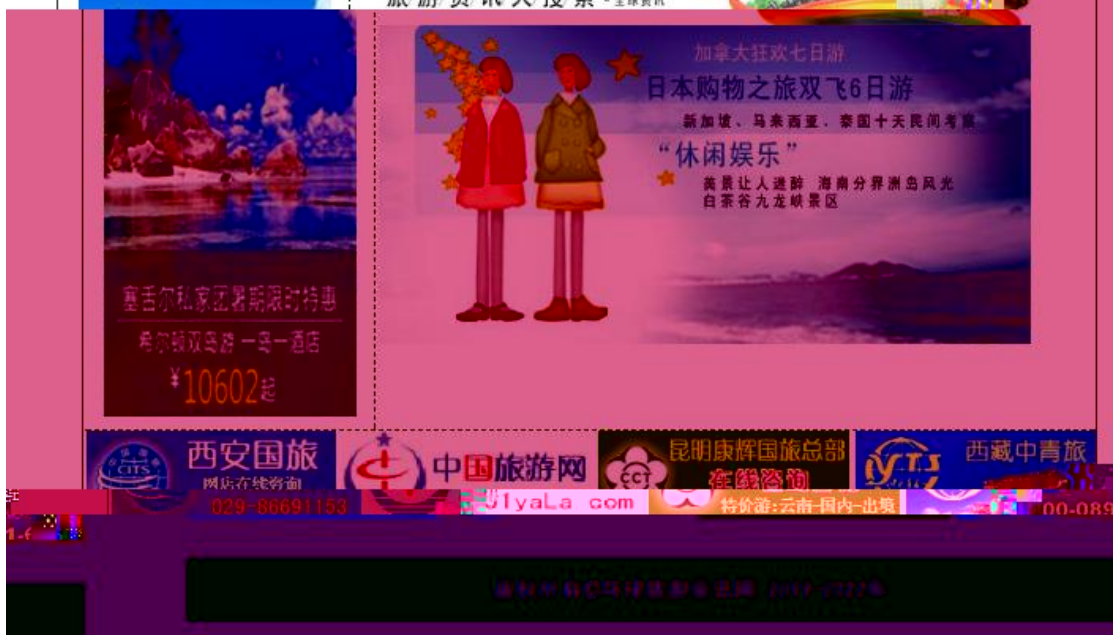 旅游资讯大搜索 -全球资讯
加拿大狂欢七日游
日本购物之旅双飞6日游
新加坡、马来西亚、泰国十天民间考察
“休闲娱乐”
美景让人迷醉 海南分界洲岛风光
白茶谷九龙峡景区
塞舌尔私家团暑期限时特惠
希尔顿双岛游 一岛一酒店
¥10602起
CITS
西安国旅
网店在线咨询
029-86691153
中国旅游网
U1yaLa com
CCT
昆明康辉国旅总部
在线咨询
特价游:云南-国内-出境
西藏中青旅
00-089